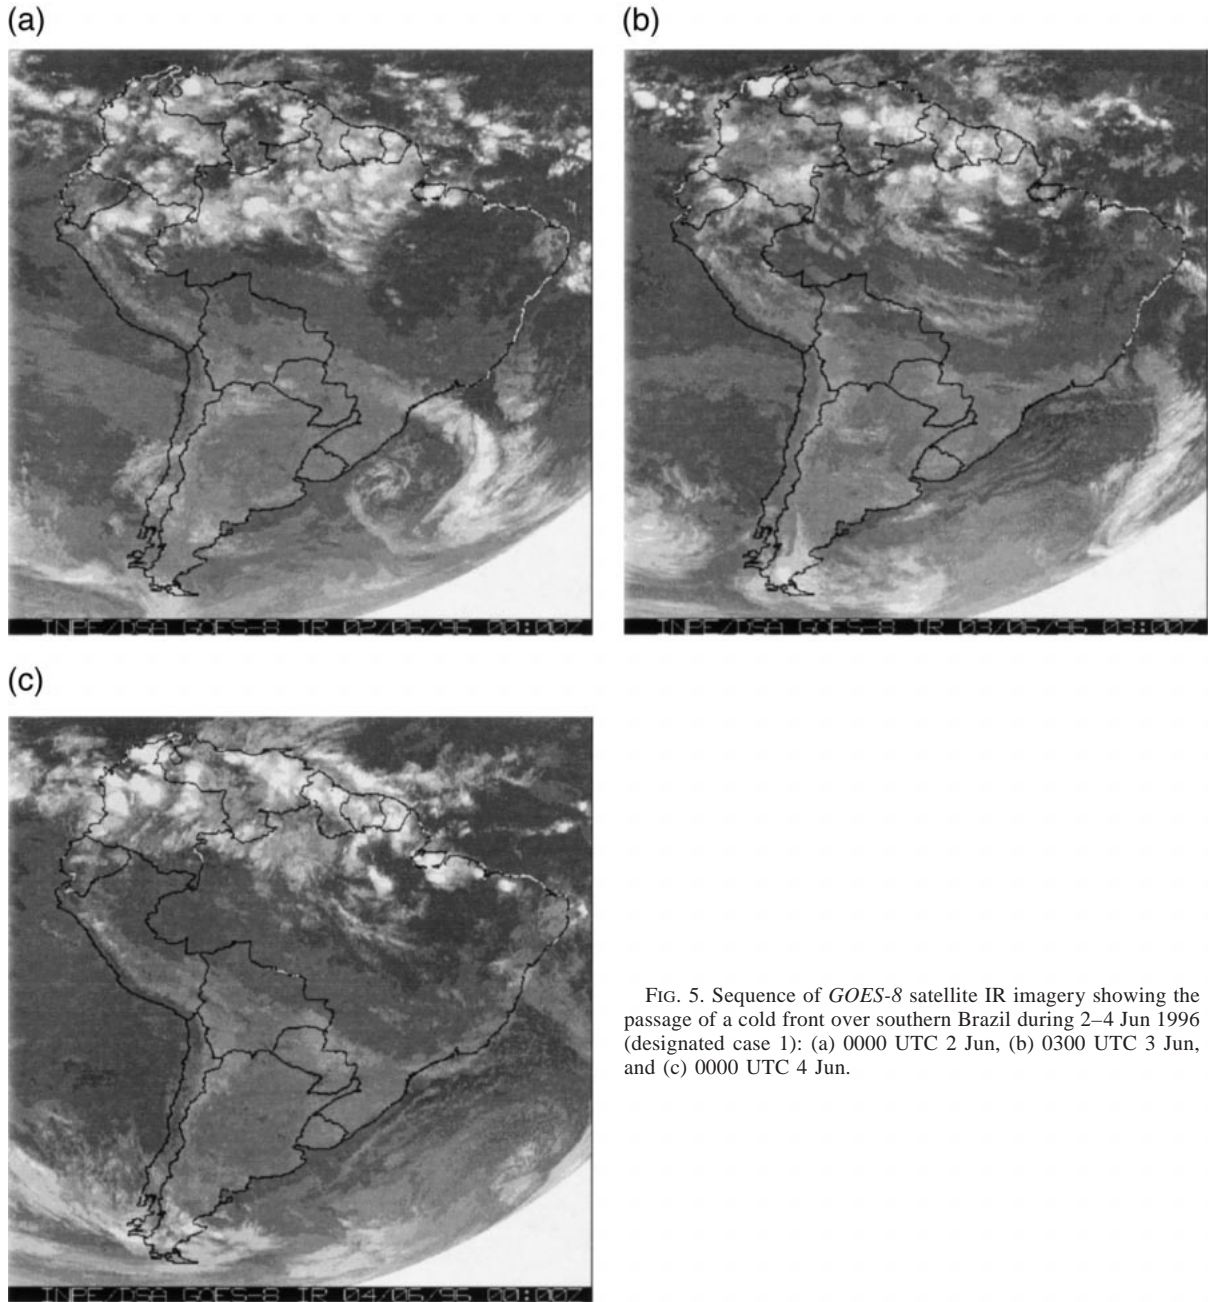 (a)
(b)
INPE/DSA GOES-8 IR 02/06/96 00:00Z
INPE/DSA GOES-8 IR 03/06/96 03:00Z
(c)
FIG. 5. Sequence of GOES-8 satellite IR imagery showing the
passage of a cold front over southern Brazil during 2–4 Jun 1996
(designated case 1): (a) 0000 UTC 2 Jun, (b) 0300 UTC 3 Jun,
and (c) 0000 UTC 4 Jun.
INPE/DSA GOES-8 IR 04/06/96 00:00Z